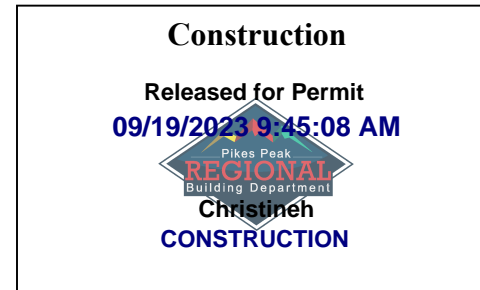 Construction
Released for Permit
09/19/2023 9:45:08 AM
Pikes Peak
REGIONAL
Building Department
Christineh
CONSTRUCTION